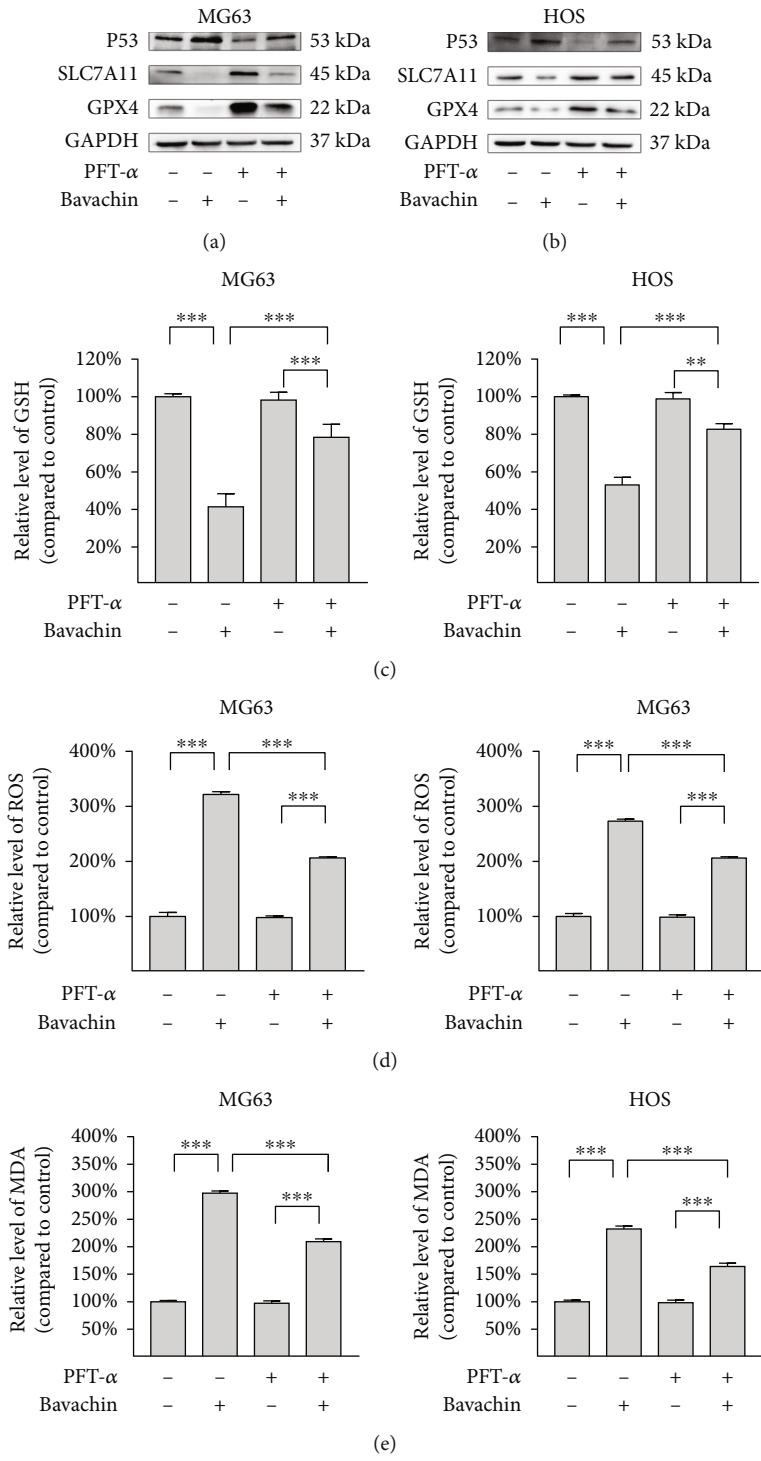 MG63
P53
53 kDa
SLC7A11
45 kDa
GPX4
22 kDa
GAPDH
37 kDa
PFT-α – – + +
Bavachin – + – +
(a)
HOS
P53
53 kDa
SLC7A11
45 kDa
GPX4
22 kDa
GAPDH
37 kDa
PFT-α – – + +
Bavachin – + – +
(b)
MG63
*** ***
***
Relative level of GSH
(compared to control)
120%
100%
80%
60%
40%
20%
PFT-α – – + +
Bavachin – + – +
HOS
*** ***
**
Relative level of GSH
(compared to control)
120%
100%
80%
60%
40%
20%
PFT-α – – + +
Bavachin – + – +
(c)
MG63
*** ***
***
Relative level of ROS
(compared to control)
400%
300%
200%
100%
PFT-α – – + +
Bavachin – + – +
MG63
*** ***
***
Relative level of ROS
(compared to control)
400%
300%
200%
100%
PFT-α – – + +
Bavachin – + – +
(d)
MG63
*** ***
***
Relative level of MDA
(compared to control)
400%
350%
300%
250%
200%
150%
100%
50%
PFT-α – – + +
Bavachin – + – +
HOS
*** ***
***
Relative level of MDA
(compared to control)
400%
350%
300%
250%
200%
150%
100%
50%
PFT-α – – + +
Bavachin – + – +
(e)